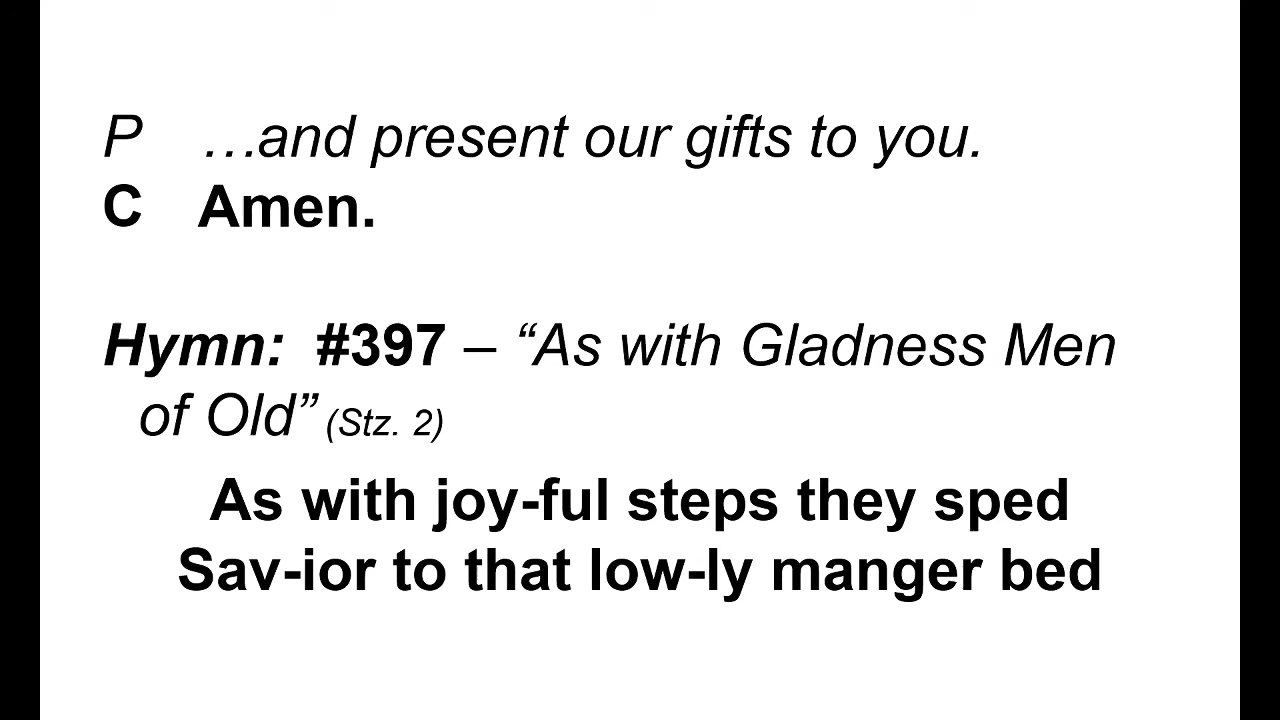 P …and present our gifts to you.
C Amen.
Hymn: #397 – “As with Gladness Men
of Old” (Stz. 2)
As with joy-ful steps they sped
Sav-ior to that low-ly manger bed